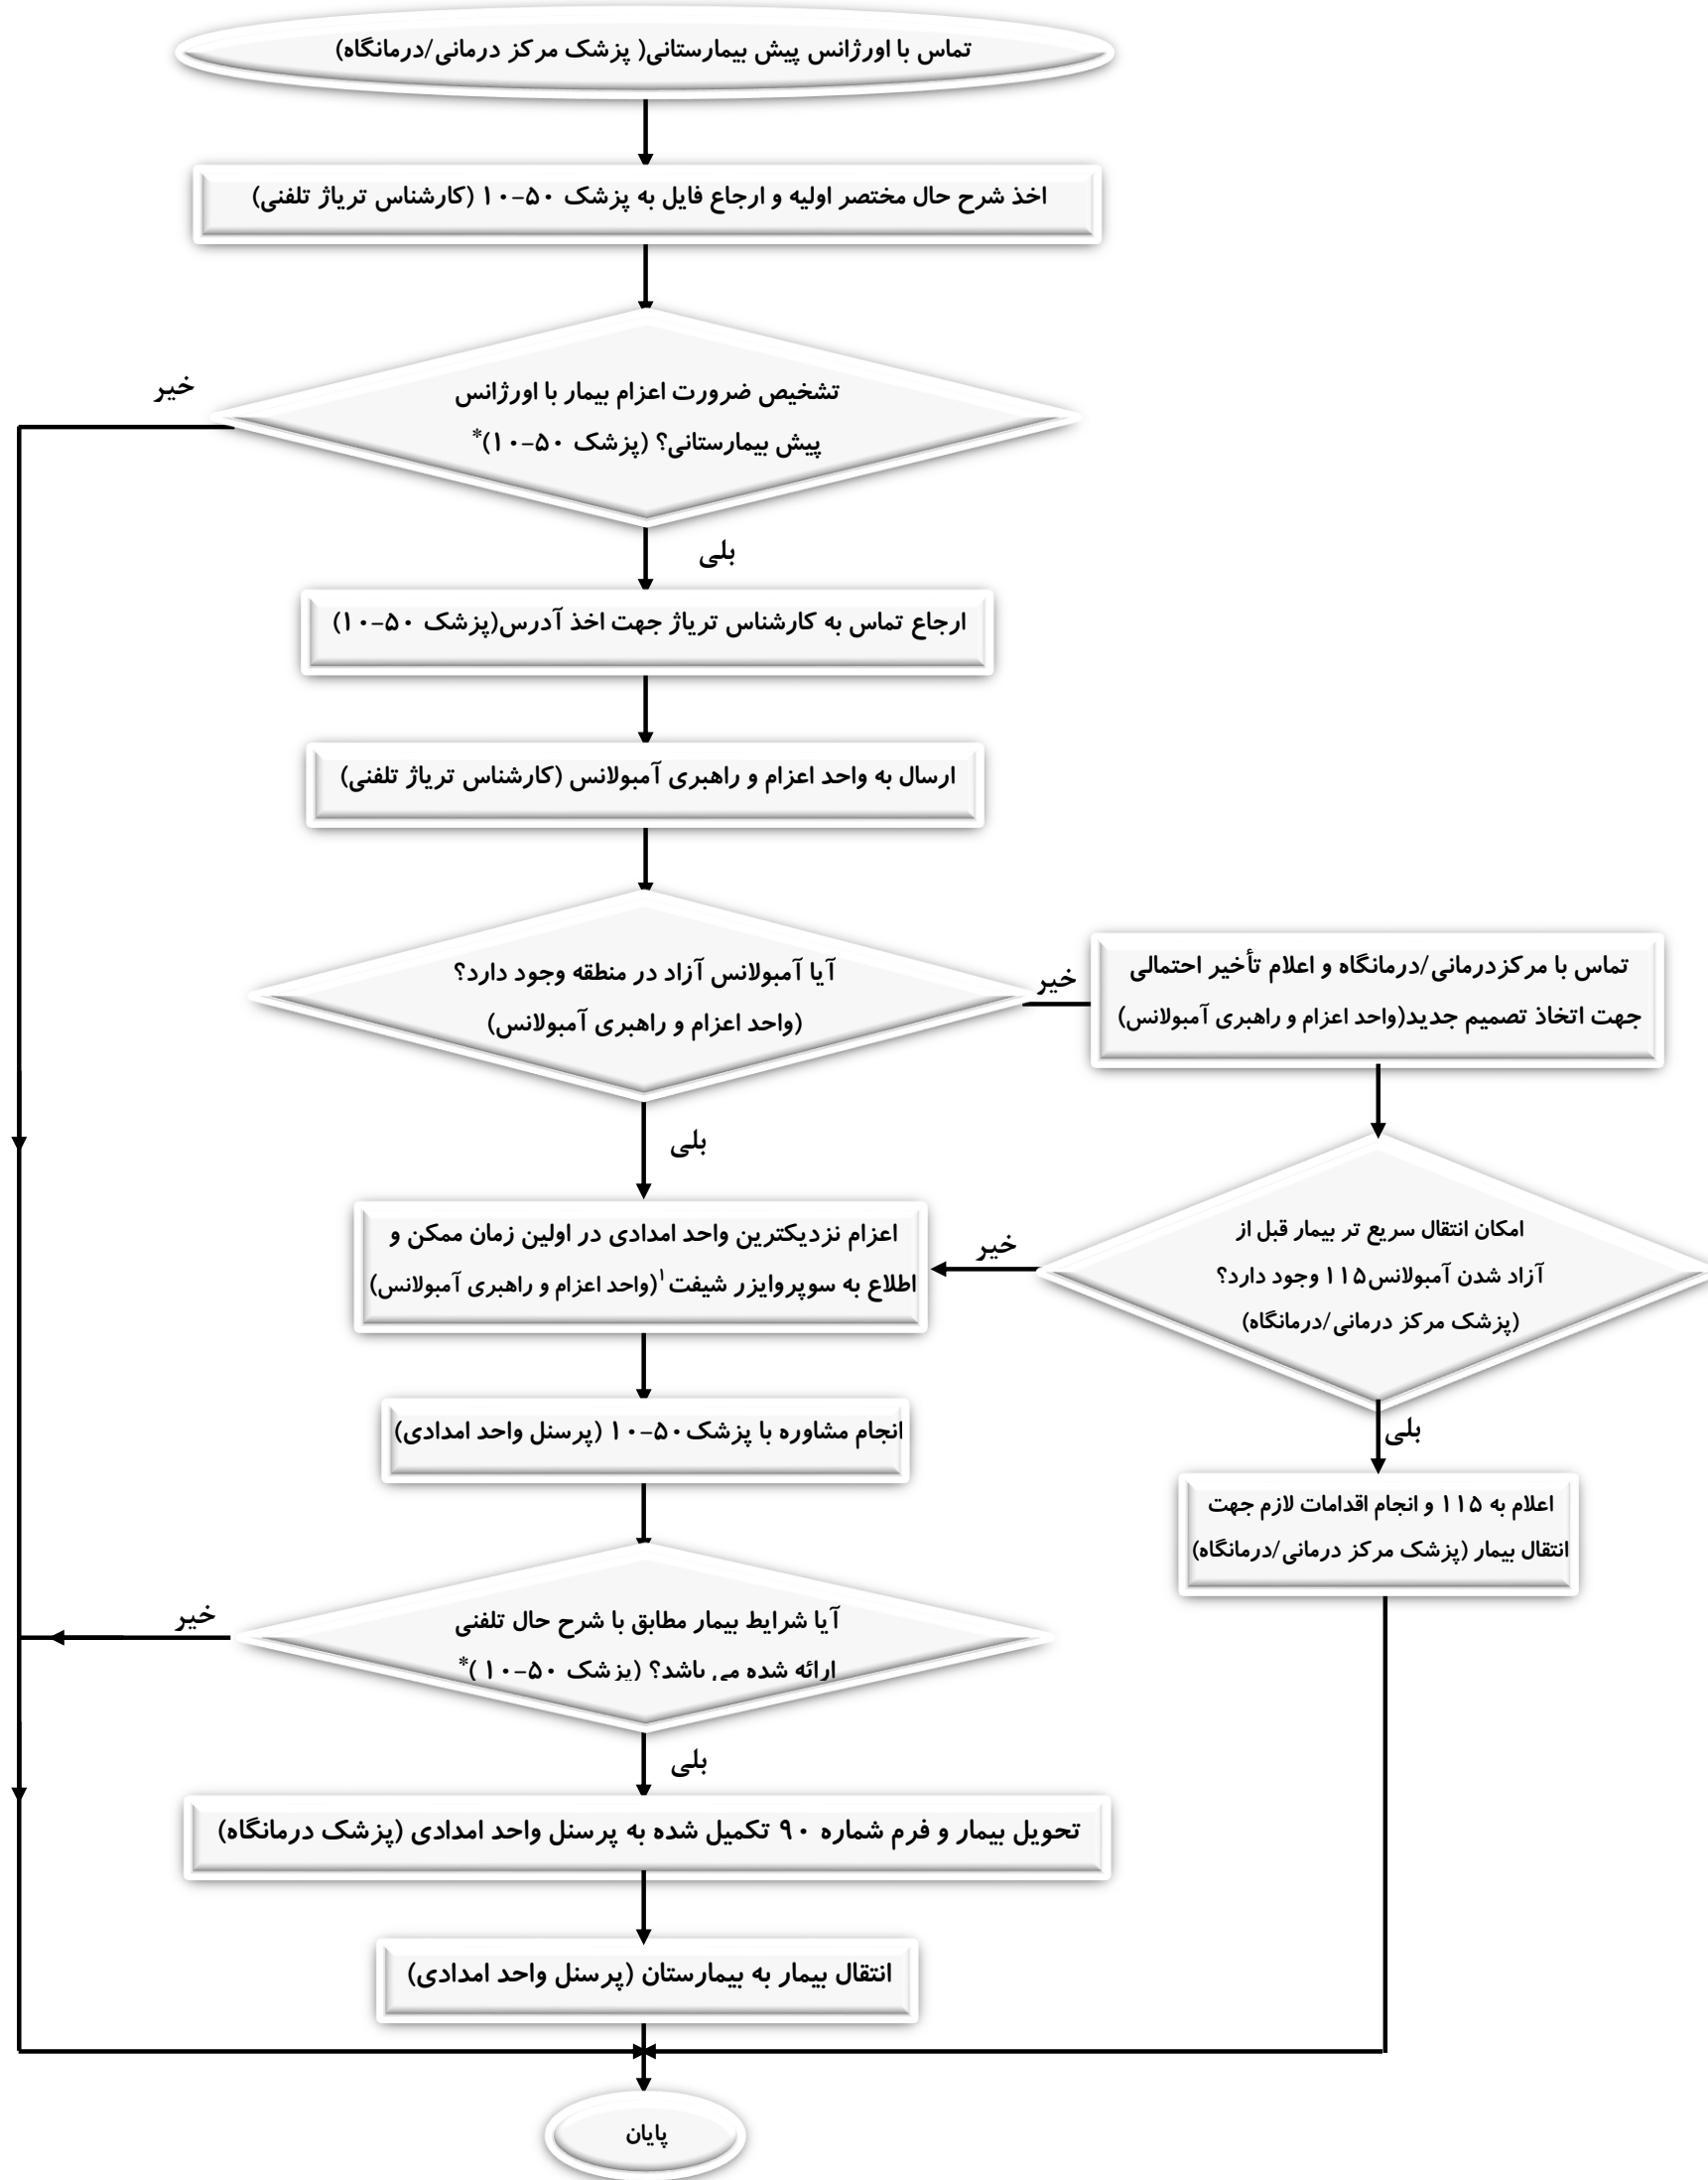 تماس با اورژانس پیش بیمارستانی( پزشک مرکز درمانی/درمانگاه)
اخذ شرح حال مختصر اولیه و ارجاع فایل به پزشک ۵۰-۱۰ (کارشناس تریاژ تلفنی)
تشخیص ضرورت اعزام بیمار با اورژانس
پیش بیمارستانی؟ (پزشک ۵۰-۱۰)*
خیر
بلی
ارجاع تماس به کارشناس تریاژ جهت اخذ آدرس(پزشک ۵۰-۱۰)
ارسال به واحد اعزام و راهبری آمبولانس (کارشناس تریاژ تلفنی)
آیا آمبولانس آزاد در منطقه وجود دارد؟
(واحد اعزام و راهبری آمبولانس)
خیر
تماس با مرکزدرمانی/درمانگاه و اعلام تأخیر احتمالی
جهت اتخاذ تصمیم جدید(واحد اعزام و راهبری آمبولانس)
بلی
امکان انتقال سریع تر بیمار قبل از
آزاد شدن آمبولانس۱۱۵ وجود دارد؟
(پزشک مرکز درمانی/درمانگاه)
خیر
اعزام نزدیکترین واحد امدادی در اولین زمان ممکن و
اطلاع به سوپروایزر شیفت۱(واحد اعزام و راهبری آمبولانس)
بلی
اعلام به ۱۱۵ و انجام اقدامات لازم جهت
انتقال بیمار (پزشک مرکز درمانی/درمانگاه)
انجام مشاوره با پزشک۵۰-۱۰ (پرسنل واحد امدادی)
آیا شرایط بیمار مطابق با شرح حال تلفنی
ارائه شده می باشد؟ (پزشک ۵۰-۱۰ )*
خیر
بلی
تحویل بیمار و فرم شماره ۹۰ تکمیل شده به پرسنل واحد امدادی (پزشک درمانگاه)
انتقال بیمار به بیمارستان (پرسنل واحد امدادی)
پایان